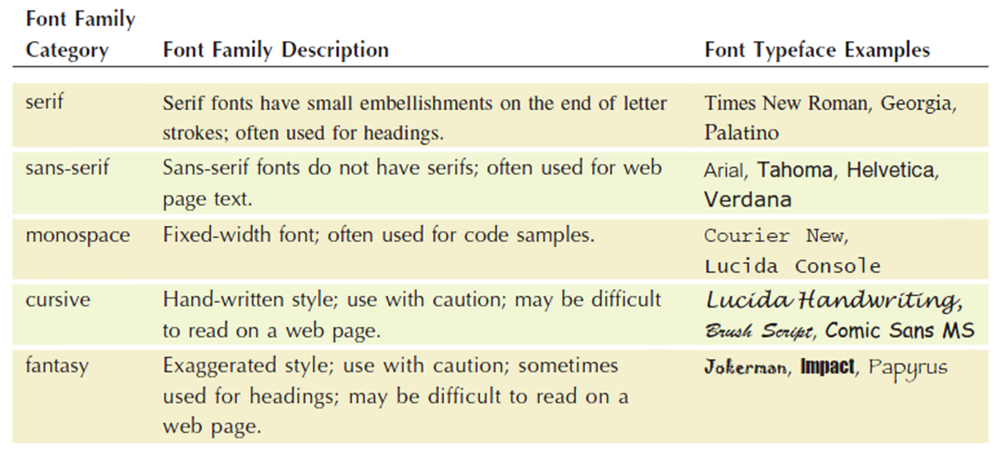 Font Family
Category Font Family Description Font Typeface Examples
serif Serif fonts have small embellishments on the end of letter Times New Roman, Georgia,
strokes; often used for headings. Palatino
sans-serif Sans-serif fonts do not have serifs; often used for web Arial, Tahoma, Helvetica,
page text. Verdana
monospace Fixed-width font; often used for code samples. Courier New,
Lucida Console
cursive Hand-written style; use with caution; may be difficult Lucida Handwriting,
to read on a web page. Brush Script, Comic Sans MS
fantasy Exaggerated style; use with caution; sometimes Jokerman, Impact, Papyrus
used for headings; may be difficult to read on a
web page.